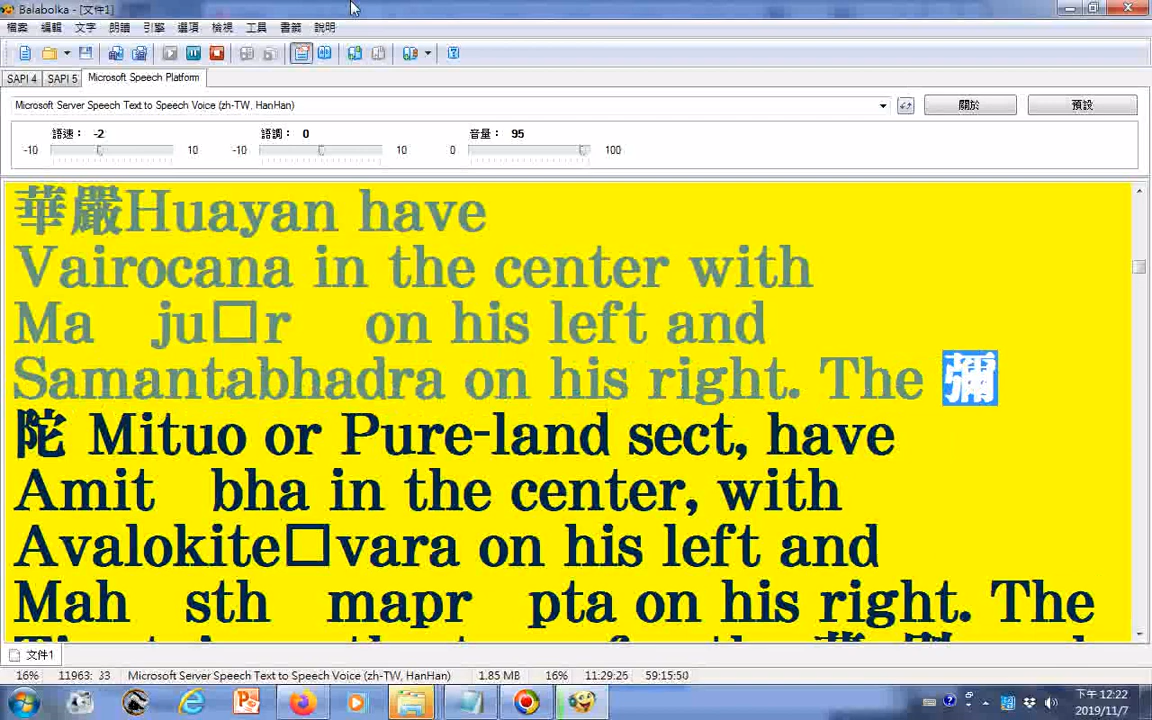 Balabolka - [文件1]
檔案 編輯 文字 朗讀 引擎 選項 檢視 工具 書籤 說明
SAPI 4 SAPI 5 Microsoft Speech Platform
Microsoft Server Speech Text to Speech Voice (zh-TW, HanHan) 關於 預設
語速： -2 語調： 0 音量： 95
-10 10 -10 10 0 100
華嚴Huayan have
Vairocana in the center with
Ma ju□r on his left and
Samantabhadra on his right. The 彌
陀 Mituo or Pure-land sect, have
Amit bha in the center, with
Avalokite□vara on his left and
Mah sth mapr pta on his right. The
文件1
16% 11963: 33 Microsoft Server Speech Text to Speech Voice (zh-TW, HanHan) 1.85 MB 16% 11:29:25 59:15:50
下午 12:22
2019/11/7